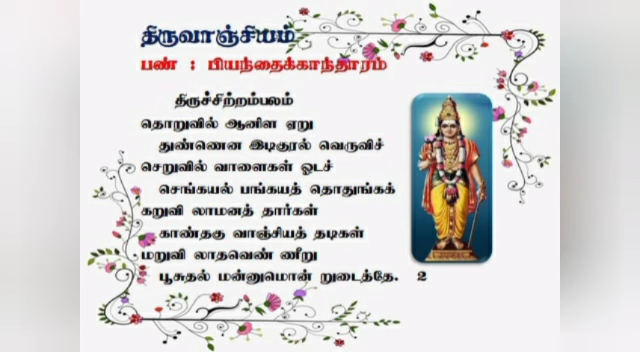 திருவாஞ்சியம்
பண் : பியந்தைக்காந்தாரம்
திருச்சிற்றம்பலம்
தொறுவில் ஆனிள ஏறு
துண்ணென இடிகுரல் வெருவிச்
செறுவில் வாளைகள் ஓடச்
செங்கயல் பங்கயத் தொதுங்கக்
கறுவி லாமனத் தார்கள்
காண்தகு வாஞ்சியத் தடிகள்
மறுவி லாதவெண் ணீறு
பூசுதல் மன்னுமொன் றுடைத்தே. 2